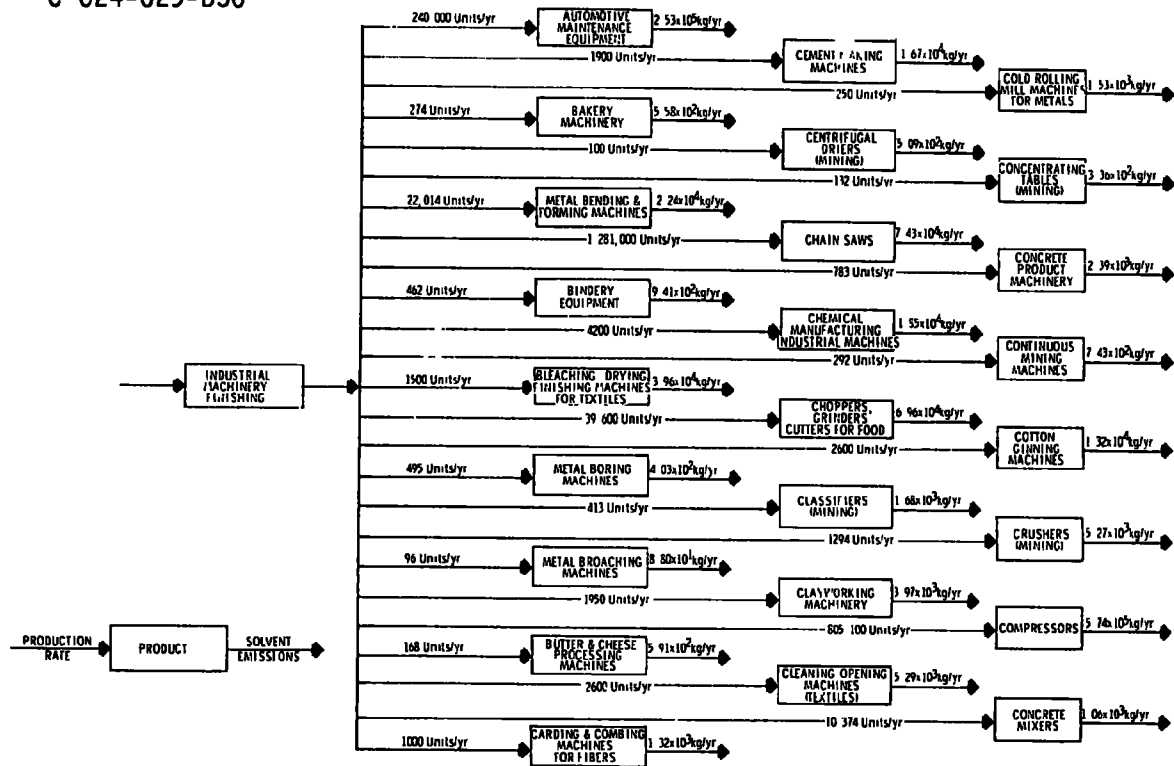 C-024-029-B56
240 000 Units/yr
AUTOMOTIVE
MAINTENANCE
EQUIPMENT
2 53x10⁵kg/yr
1900 Units/yr
CEMENT MAKING
MACHINES
1 67x10⁴kg/yr
250 Units/yr
COLD ROLLING
MILL MACHINES
FOR METALS
1 53x10³kg/yr
274 Units/yr
BAKERY
MACHINERY
5 58x10²kg/yr
100 Units/yr
CENTRIFUGAL
DRIERS
(MINING)
5 09x10²kg/yr
132 Units/yr
CONCENTRATING
TABLES
(MINING)
3 36x10²kg/yr
22,014 Units/yr
METAL BENDING &
FORMING MACHINES
2 24x10⁴kg/yr
1 281,000 Units/yr
CHAIN SAWS
7 43x10⁴kg/yr
783 Units/yr
CONCRETE
PRODUCT
MACHINERY
2 39x10³kg/yr
462 Units/yr
BINDERY
EQUIPMENT
9 41x10²kg/yr
4200 Units/yr
CHEMICAL
MANUFACTURING
INDUSTRIAL MACHINES
1 55x10⁴kg/yr
292 Units/yr
CONTINUOUS
MINING
MACHINES
7 43x10²kg/yr
INDUSTRIAL
MACHINERY
FINISHING
1500 Units/yr
BLEACHING DRYING
FINISHING MACHINES
FOR TEXTILES
3 96x10⁴kg/yr
39 600 Units/yr
CHOPPERS,
GRINDERS
CUTTERS FOR FOOD
6 96x10⁴kg/yr
2600 Units/yr
COTTON
GINNING
MACHINES
1 32x10⁴kg/yr
495 Units/yr
METAL BORING
MACHINES
4 03x10²kg/yr
413 Units/yr
CLASSIFIERS
(MINING)
1 68x10³kg/yr
1294 Units/yr
CRUSHERS
(MINING)
5 27x10³kg/yr
96 Units/yr
METAL BROACHING
MACHINES
8 80x10¹kg/yr
1950 Units/yr
CLAYWORKING
MACHINERY
3 97x10³kg/yr
805 100 Units/yr
COMPRESSORS
5 74x10⁵kg/yr
PRODUCTION
RATE
PRODUCT
SOLVENT
EMISSIONS
168 Units/yr
BUTTER & CHEESE
PROCESSING
MACHINES
5 91x10²kg/yr
2600 Units/yr
CLEANING OPENING
MACHINES
(TEXTILES)
5 29x10³kg/yr
10 374 Units/yr
CONCRETE
MIXERS
1 06x10³kg/yr
1000 Units/yr
CARDING & COMBING
MACHINES
FOR FIBERS
1 32x10³kg/yr